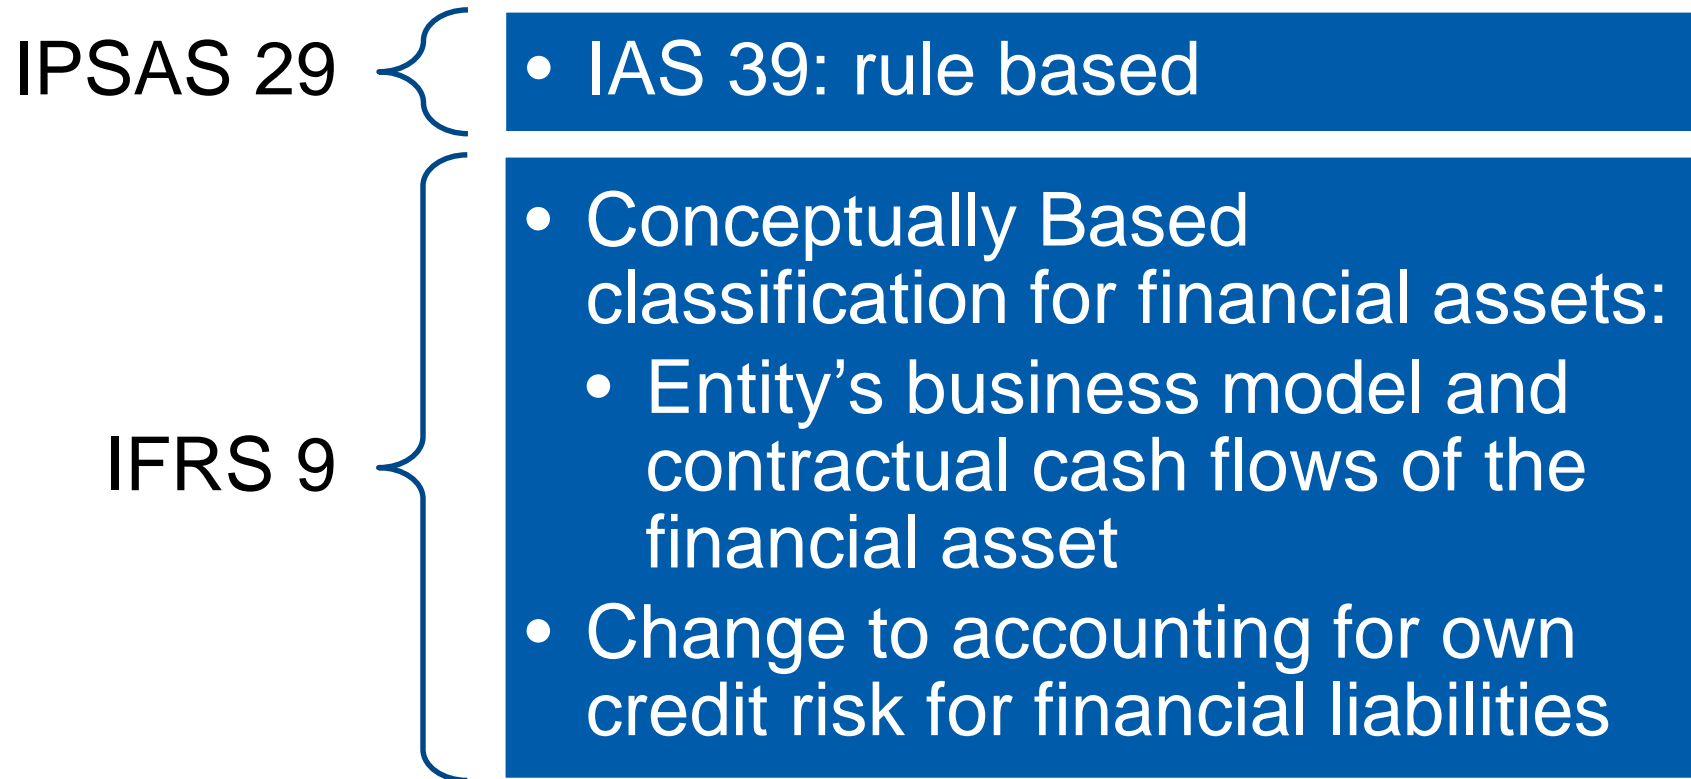 IPSAS 29
• IAS 39: rule based
IFRS 9
• Conceptually Based
classification for financial assets:
• Entity’s business model and
contractual cash flows of the
financial asset
• Change to accounting for own
credit risk for financial liabilities